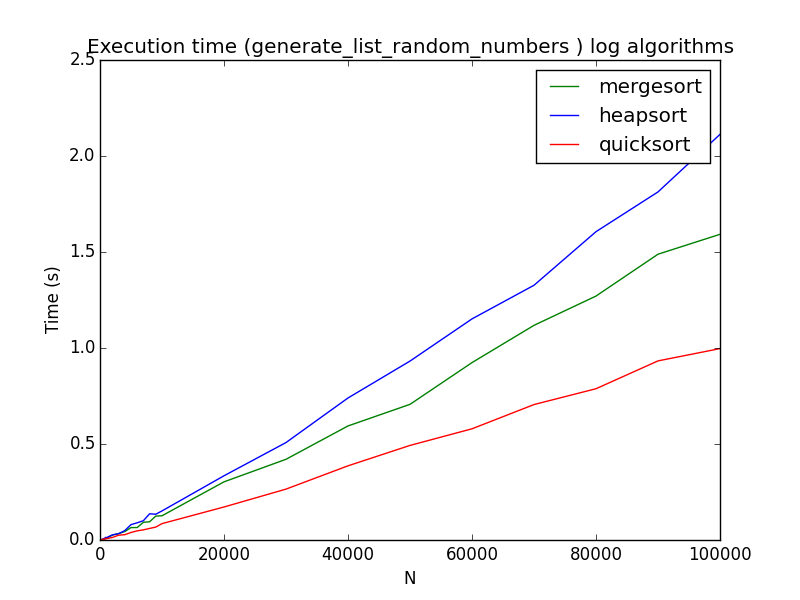 Execution time (generate_list_random_numbers ) log algorithms
mergesort
heapsort
quicksort
2.5
2.0
1.5
1.0
0.5
0.0
Time (s)
0 20000 40000 60000 80000 100000
N